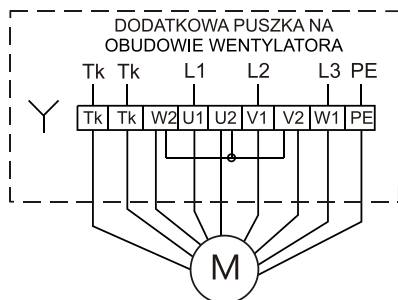 DODATKOWA PUSZKA NA
OBUDOWIE WENTYLATORA
Tk Tk L1 L2 L3 PE
Tk Tk W2 U1 U2 V1 V2 W1 PE
M